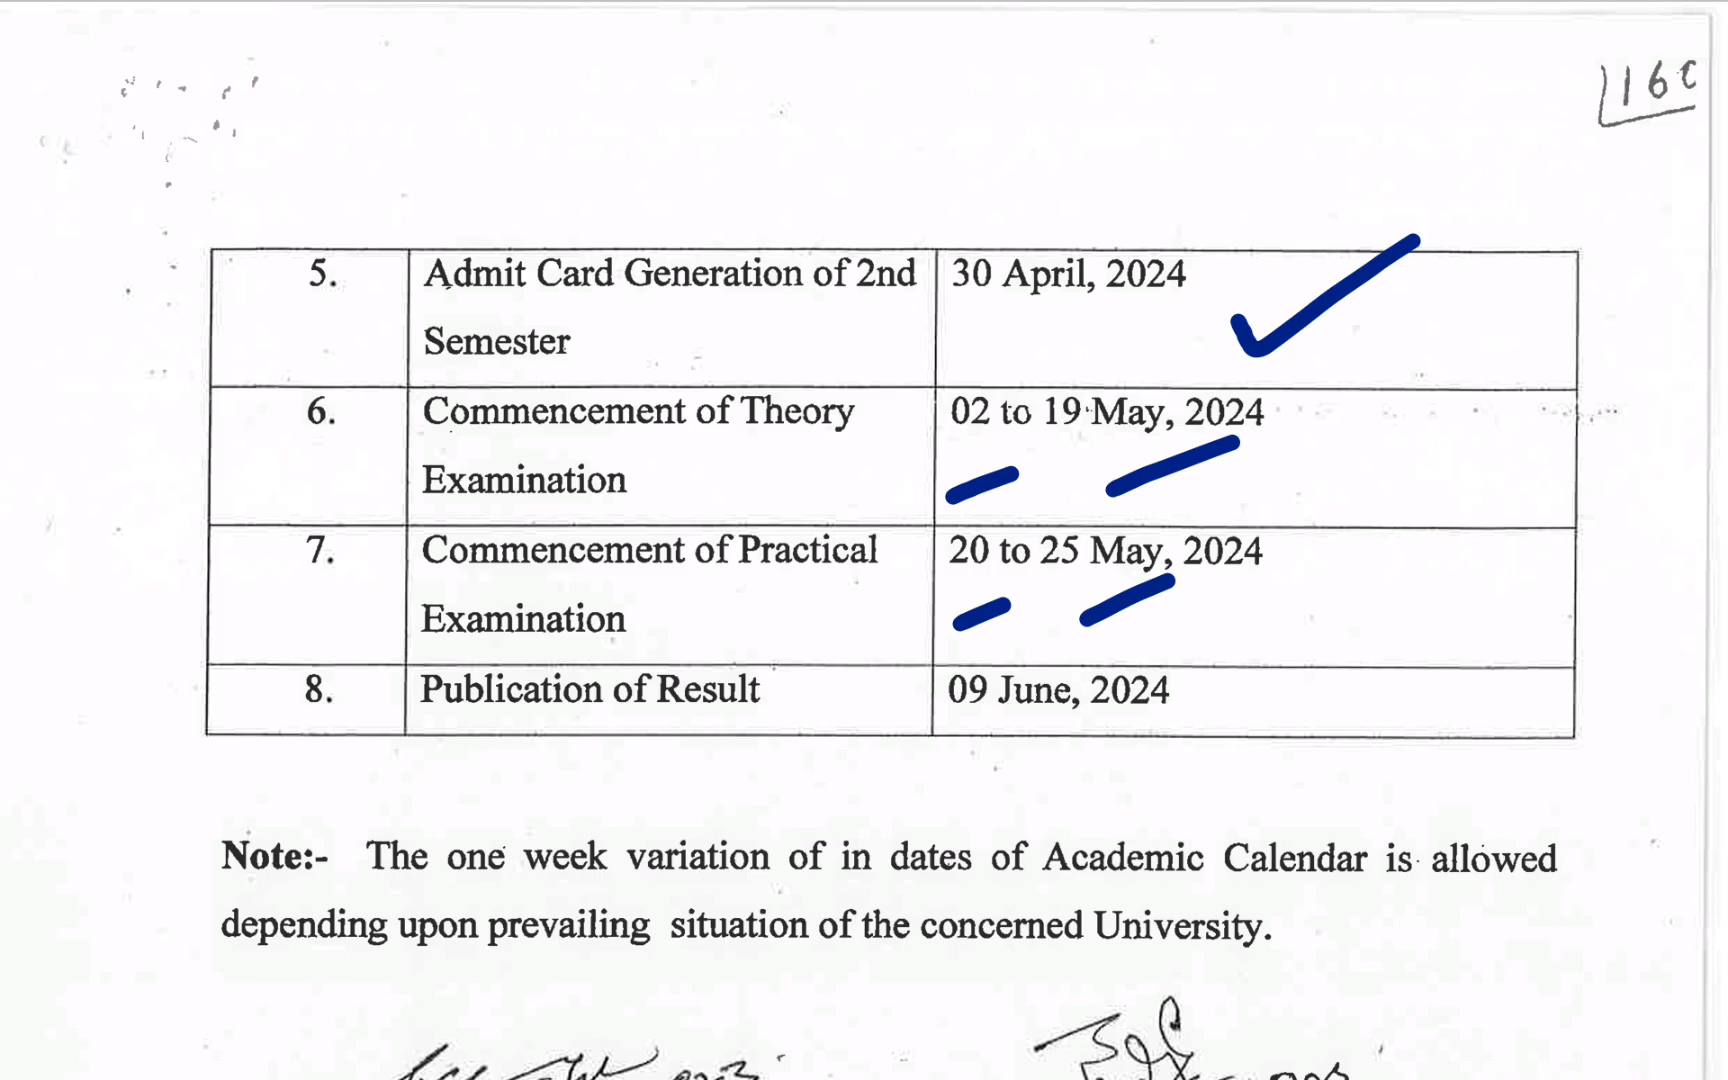 16C
5. Admit Card Generation of 2nd 30 April, 2024
Semester
6. Commencement of Theory 02 to 19 May, 2024
Examination
7. Commencement of Practical 20 to 25 May, 2024
Examination
8. Publication of Result 09 June, 2024
Note:- The one week variation of in dates of Academic Calendar is allowed
depending upon prevailing situation of the concerned University.